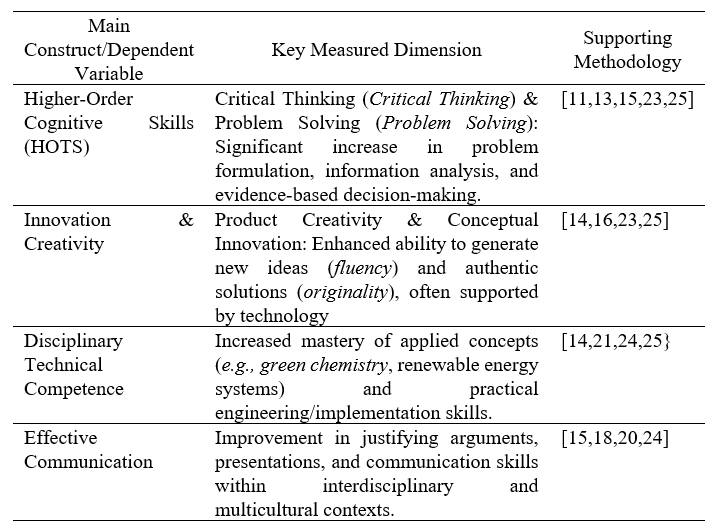 Main
Construct/Dependent
Variable
Key Measured Dimension
Supporting
Methodology
Higher-Order
Cognitive Skills
(HOTS)
Critical Thinking (Critical Thinking) &
Problem Solving (Problem Solving):
Significant increase in problem
formulation, information analysis, and
evidence-based decision-making.
[11,13,15,23,25]
Innovation &
Creativity
Product Creativity & Conceptual
Innovation: Enhanced ability to generate
new ideas (fluency) and authentic
solutions (originality), often supported
by technology
[14,16,23,25]
Disciplinary
Technical
Competence
Increased mastery of applied concepts
(e.g., green chemistry, renewable energy
systems) and practical
engineering/implementation skills.
[14,21,24,25}
Effective
Communication
Improvement in justifying arguments,
presentations, and communication skills
within interdisciplinary and
multicultural contexts.
[15,18,20,24]